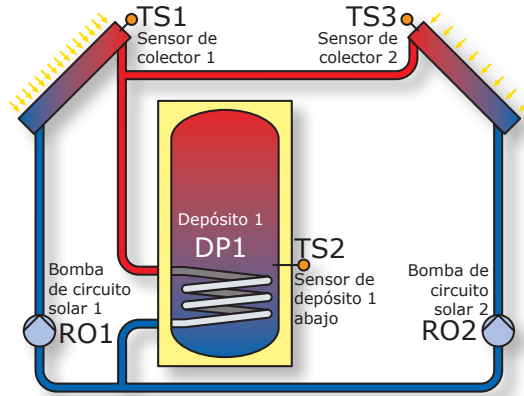 TS1
Sensor de
colector 1
TS3
Sensor de
colector 2
Depósito 1
DP1
TS2
Sensor de
depósito 1
abajo
Bomba
de circuito
solar 1
RO1
Bomba de
circuito
solar 2
RO2